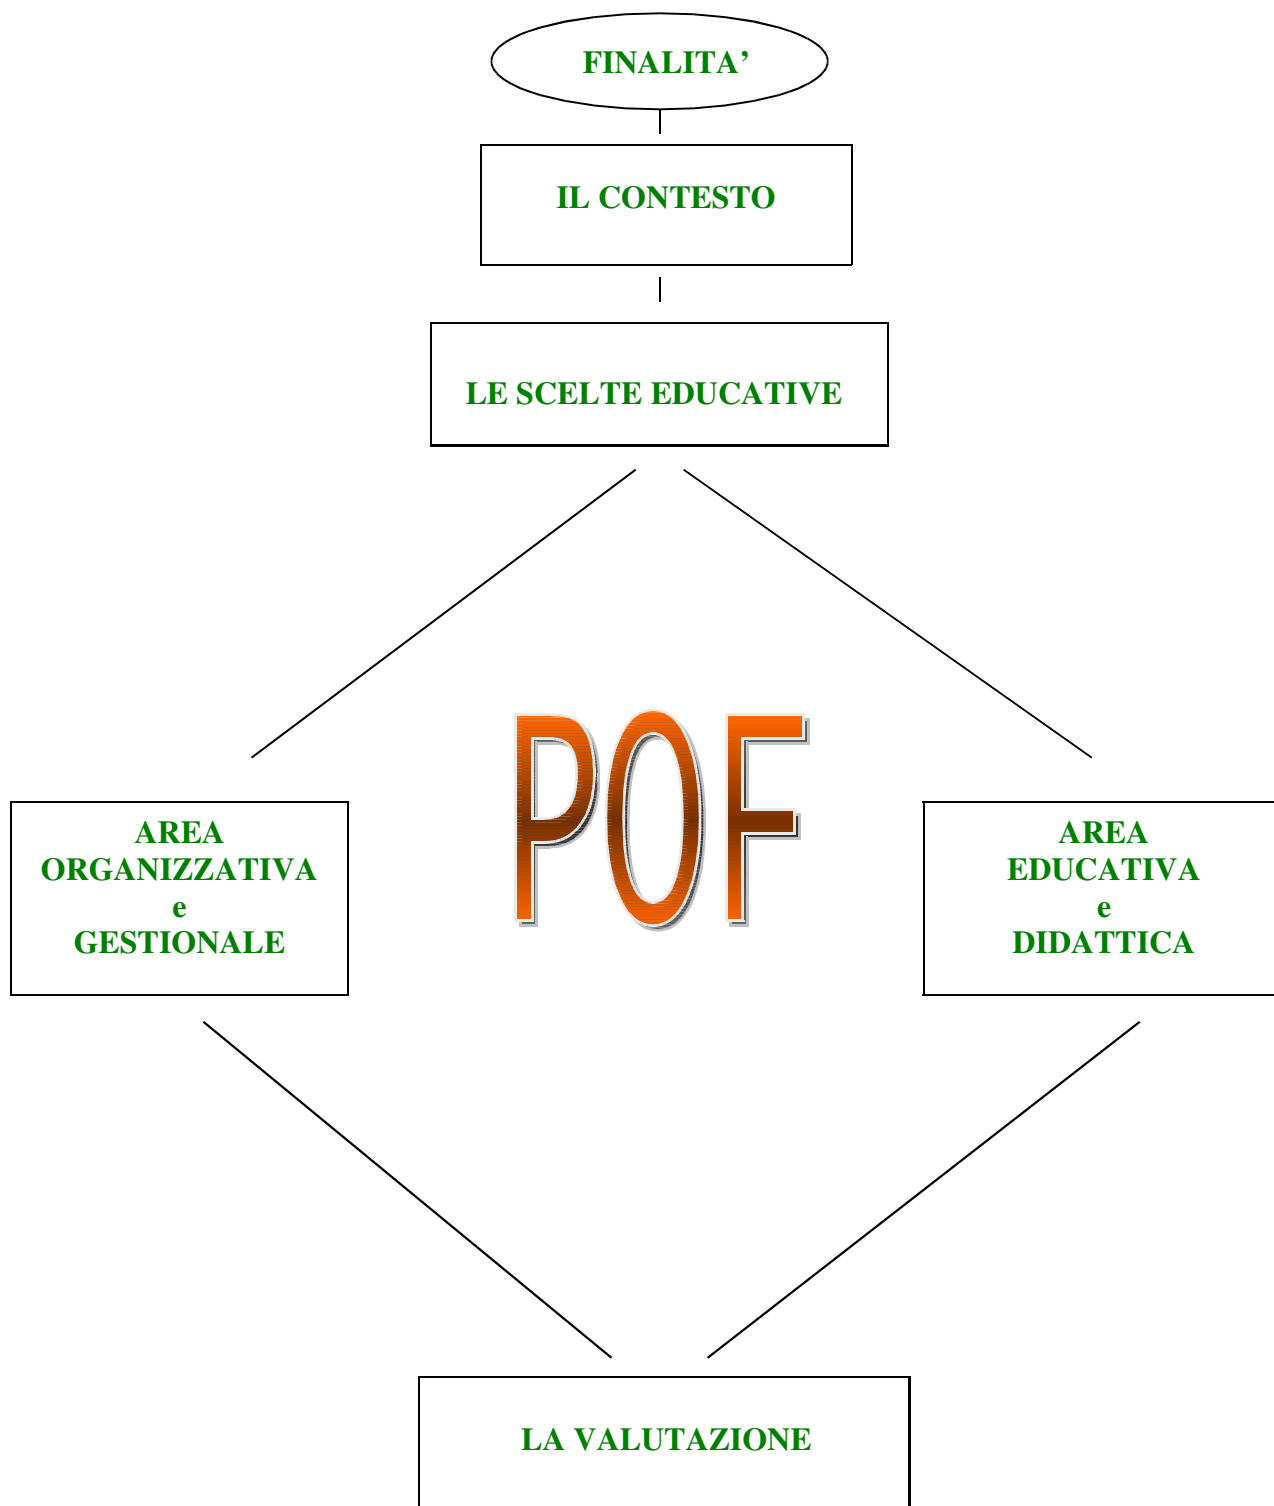 FINALITA’
IL CONTESTO
LE SCELTE EDUCATIVE
POF
AREA
ORGANIZZATIVA
e
GESTIONALE
AREA
EDUCATIVA
e
DIDATTICA
LA VALUTAZIONE